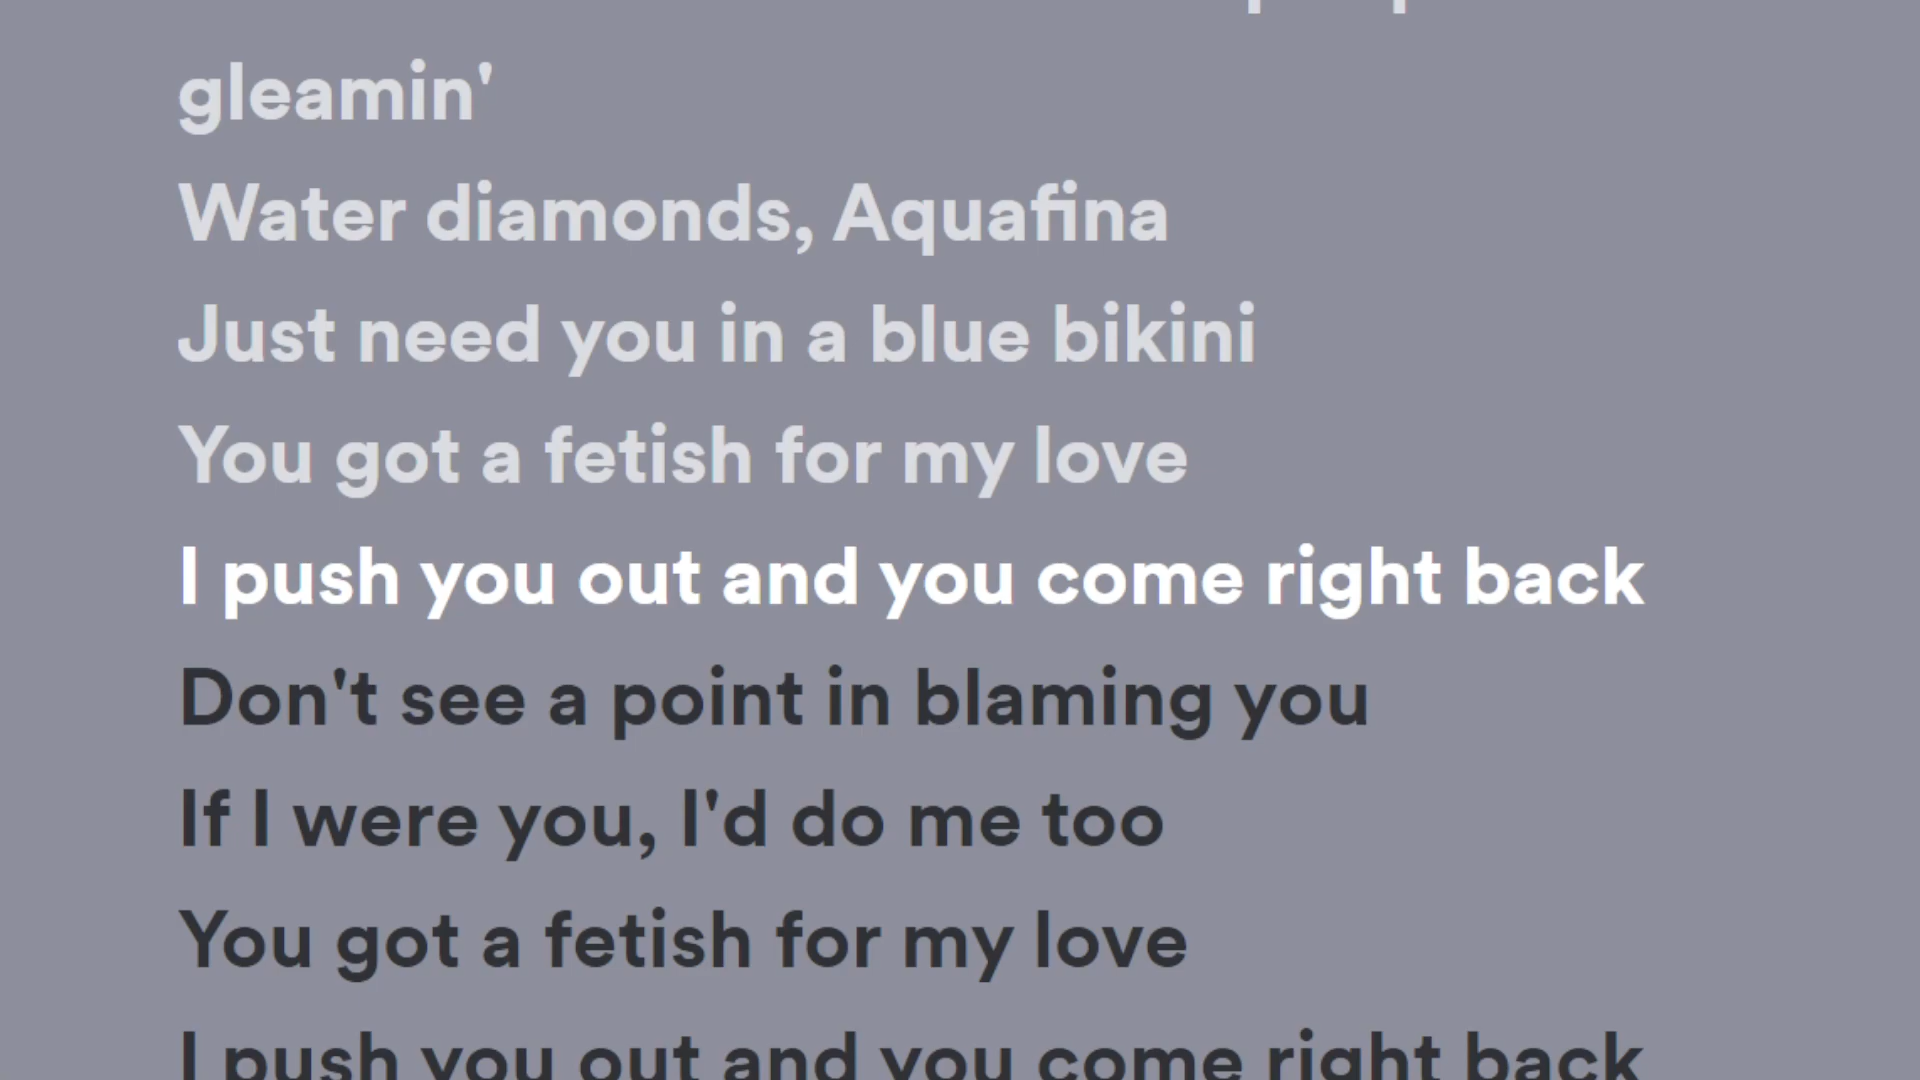 gleamin'
Water diamonds, Aquafina
Just need you in a blue bikini
You got a fetish for my love
I push you out and you come right back
Don't see a point in blaming you
If I were you, I'd do me too
You got a fetish for my love
I push you out and you come right back